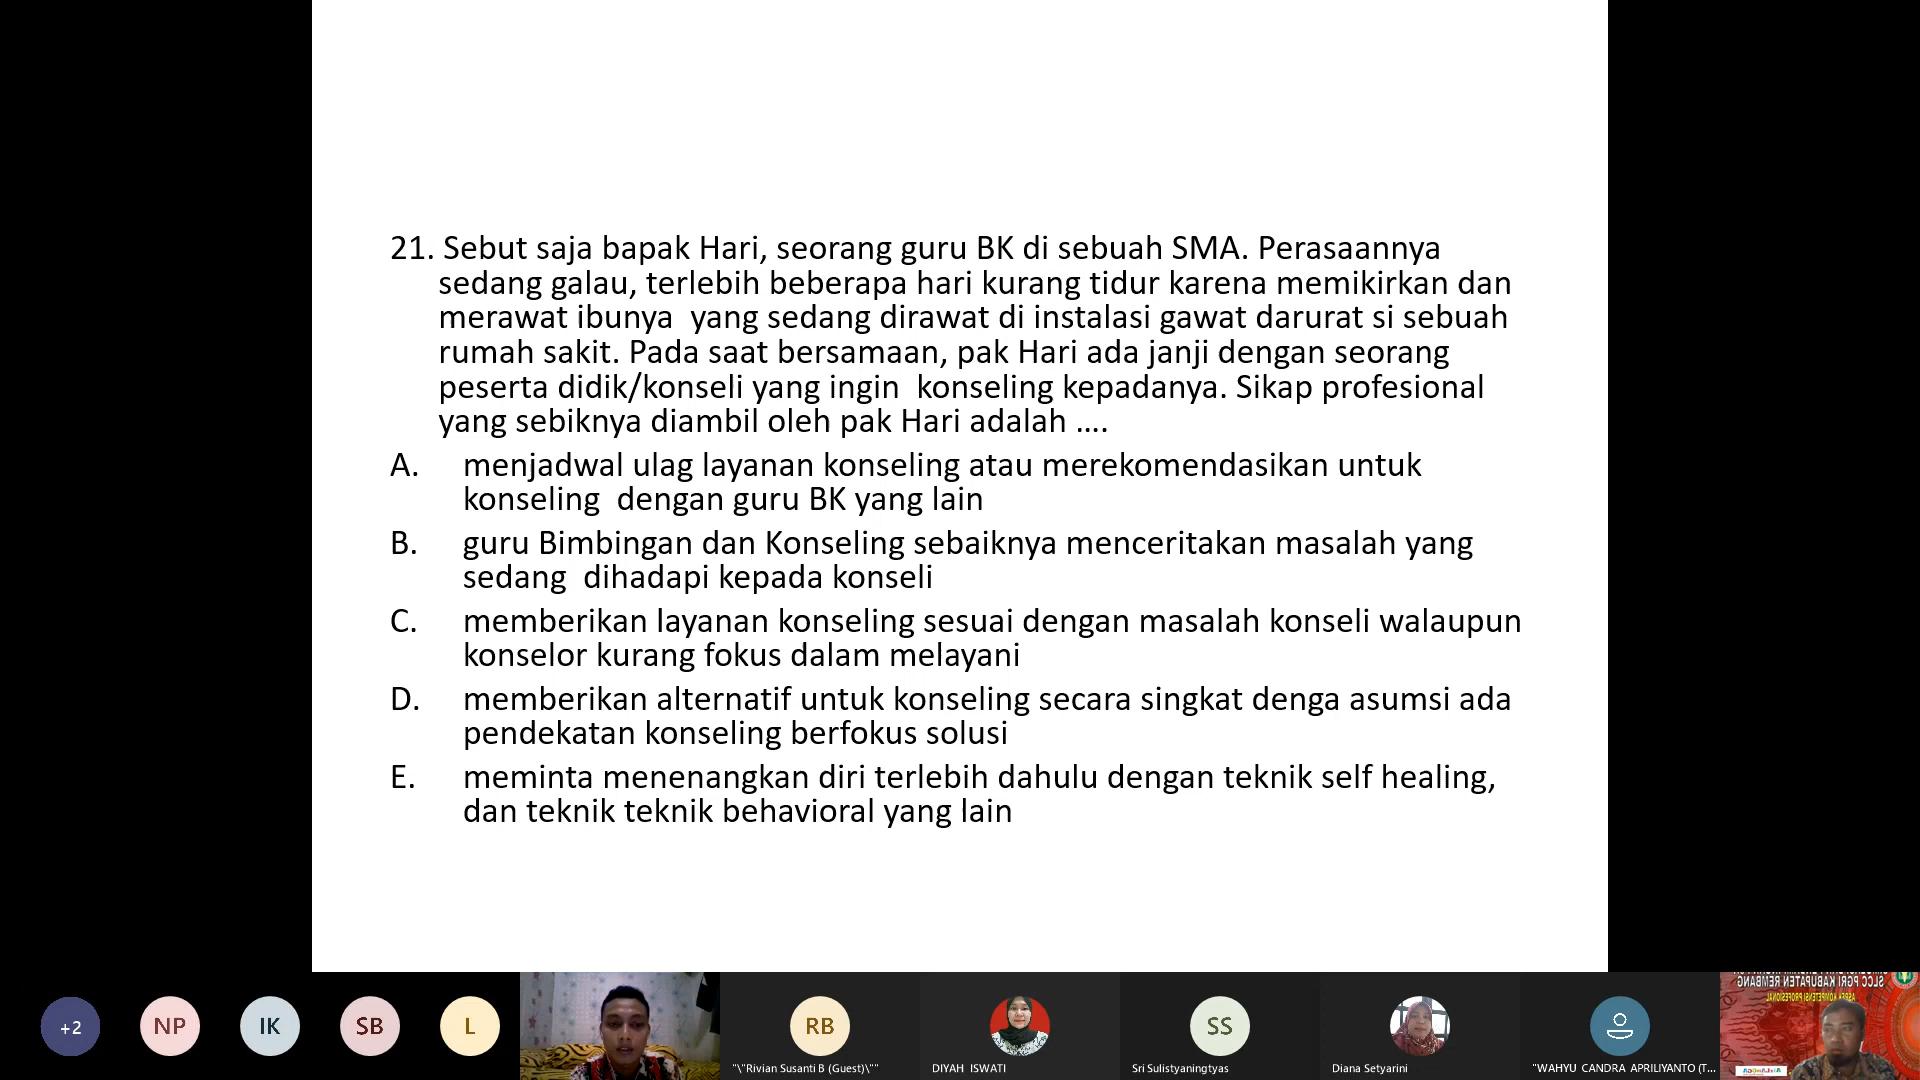 21. Sebut saja bapak Hari, seorang guru BK di sebuah SMA. Perasaannya
sedang galau, terlebih beberapa hari kurang tidur karena memikirkan dan
merawat ibunya  yang sedang dirawat di instalasi gawat darurat si sebuah
rumah sakit. Pada saat bersamaan, pak Hari ada janji dengan seorang
peserta didik/konseli yang ingin  konseling kepadanya. Sikap profesional
yang sebiknya diambil oleh pak Hari adalah ....
A. menjadwal ulag layanan konseling atau merekomendasikan untuk
konseling  dengan guru BK yang lain
B. guru Bimbingan dan Konseling sebaiknya menceritakan masalah yang
sedang  dihadapi kepada konseli
C. memberikan layanan konseling sesuai dengan masalah konseli walaupun
konselor kurang fokus dalam melayani
D. memberikan alternatif untuk konseling secara singkat denga asumsi ada
pendekatan konseling berfokus solusi
E. meminta menenangkan diri terlebih dahulu dengan teknik self healing,
dan teknik teknik behavioral yang lain
+2 NP IK SB L RB SS
"\"Rivian Susanti B (Guest)\"" DIYAH ISWATI Sri Sulistyaningtyas Diana Setyarini "WAHYU CANDRA APRILIYANTO (T...
SLCC PGRI KABUPATEN REMBANG
ASPEK KOMPETENSI PROFESIONAL